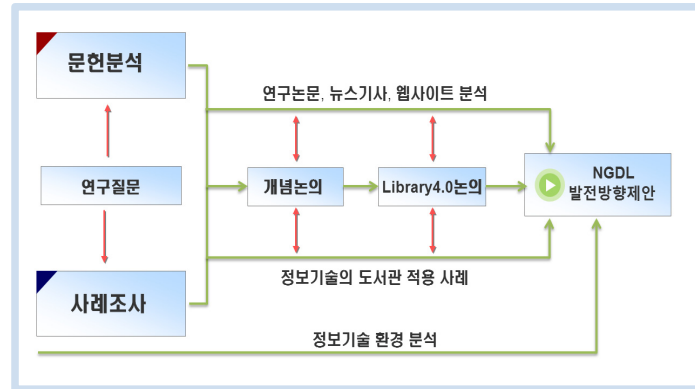 문헌분석
연구논문, 뉴스기사, 웹사이트 분석
연구질문
개념논의
Library4.0논의
NGDL
발전방향제안
사례조사
정보기술의 도서관 적용 사례
정보기술 환경 분석